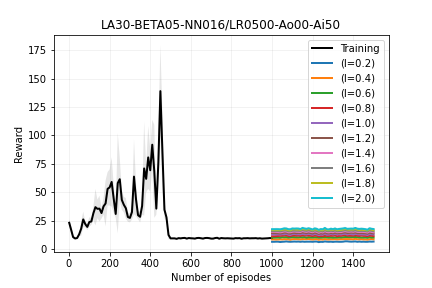 LA30-BETA05-NN016/LR0500-Ao00-Ai50
Reward
175
150
125
100
75
50
25
0
0 200 400 600 800 1000 1200 1400
Number of episodes
Training
(l=0.2)
(l=0.4)
(l=0.6)
(l=0.8)
(l=1.0)
(l=1.2)
(l=1.4)
(l=1.6)
(l=1.8)
(l=2.0)